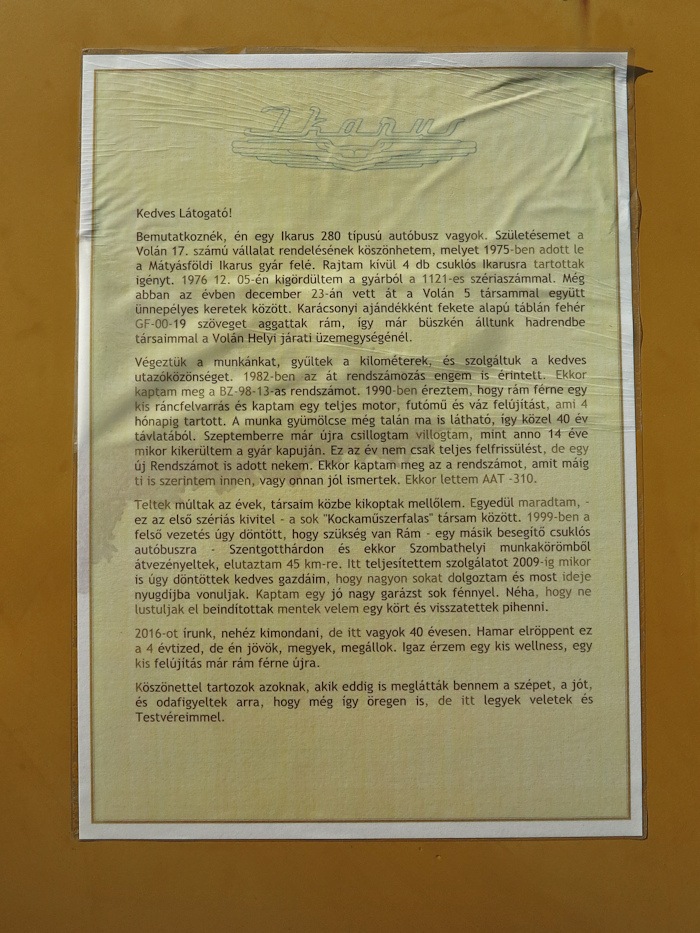 Ikarus
Kedves Látogató!
Bemutatkoznék, én egy Ikarus 280 típusú autóbusz vagyok. Születésemet a
Volán 17. számú vállalat rendelésének köszönhetem, melyet 1975-ben adott le
a Mátyásföldi Ikarus gyár felé. Rajtam kívül 4 db csuklós Ikarusra tartottak
igényt. 1976 12. 05-én kigördültem a gyárból a 1121-es szériaszámmal. Még
abban az évben december 23-án vett át a Volán 5 társammal együtt
ünnepélyes keretek között. Karácsonyi ajándékként fekete alapú táblán fehér
GF-00-19 szöveget aggattak rám, így már büszkén álltunk hadrendbe
társaimmal a Volán Helyi járati üzemegységénél.
Végeztük a munkánkat, gyűltek a kilométerek, és szolgáltuk a kedves
utazóközönséget. 1982-ben az át rendszámozás engem is érintett. Ekkor
kaptam meg a BZ-98-13-as rendszámot. 1990-ben éreztem, hogy rám férne egy
kis ráncfelvarrás és kaptam egy teljes motor, futómű és váz felújítást, ami 4
hónapig tartott. A munka gyümölcse még talán ma is látható, így közel 40 év
távlatából. Szeptemberre már újra csillogtam villogtam, mint anno 14 éve
mikor kikerültem a gyár kapuján. Ez az év nem csak teljes felfrissülést, de egy
új Rendszámot is adott nekem. Ekkor kaptam meg az a rendszámot, amit máig
ti is szerintem innen, vagy onnan jól ismertek. Ekkor lettem AAT -310.
Teltek múltak az évek, társaim közbe kikoptak mellőlem. Egyedül maradtam, -
ez az első szériás kivitel - a sok "Kockaműszerfalas" társam között. 1999-ben a
felső vezetés úgy döntött, hogy szükség van Rám - egy másik besegítő csuklós
autóbuszra - Szentgotthárdon és ekkor Szombathelyi munkakörömből
átvezényeltek, elutaztam 45 km-re. Itt teljesítettem szolgálatot 2009-ig mikor
is úgy döntöttek kedves gazdáim, hogy nagyon sokat dolgoztam és most ideje
nyugdíjba vonuljak. Kaptam egy jó nagy garázst sok fénnyel. Néha, hogy ne
lustuljak el beindítottak mentek velem egy kört és visszatettek pihenni.
2016-ot írunk, nehéz kimondani, de itt vagyok 40 évesen. Hamar elröppent ez
a 4 évtized, de én jövök, megyek, megállok. Igaz érzem egy kis wellness, egy
kis felújítás már rám férne újra.
Köszönettel tartozok azoknak, akik eddig is meglátták bennem a szépet, a jót,
és odafigyeltek arra, hogy még így öregen is, de itt legyek veletek és
Testvéreimmel.